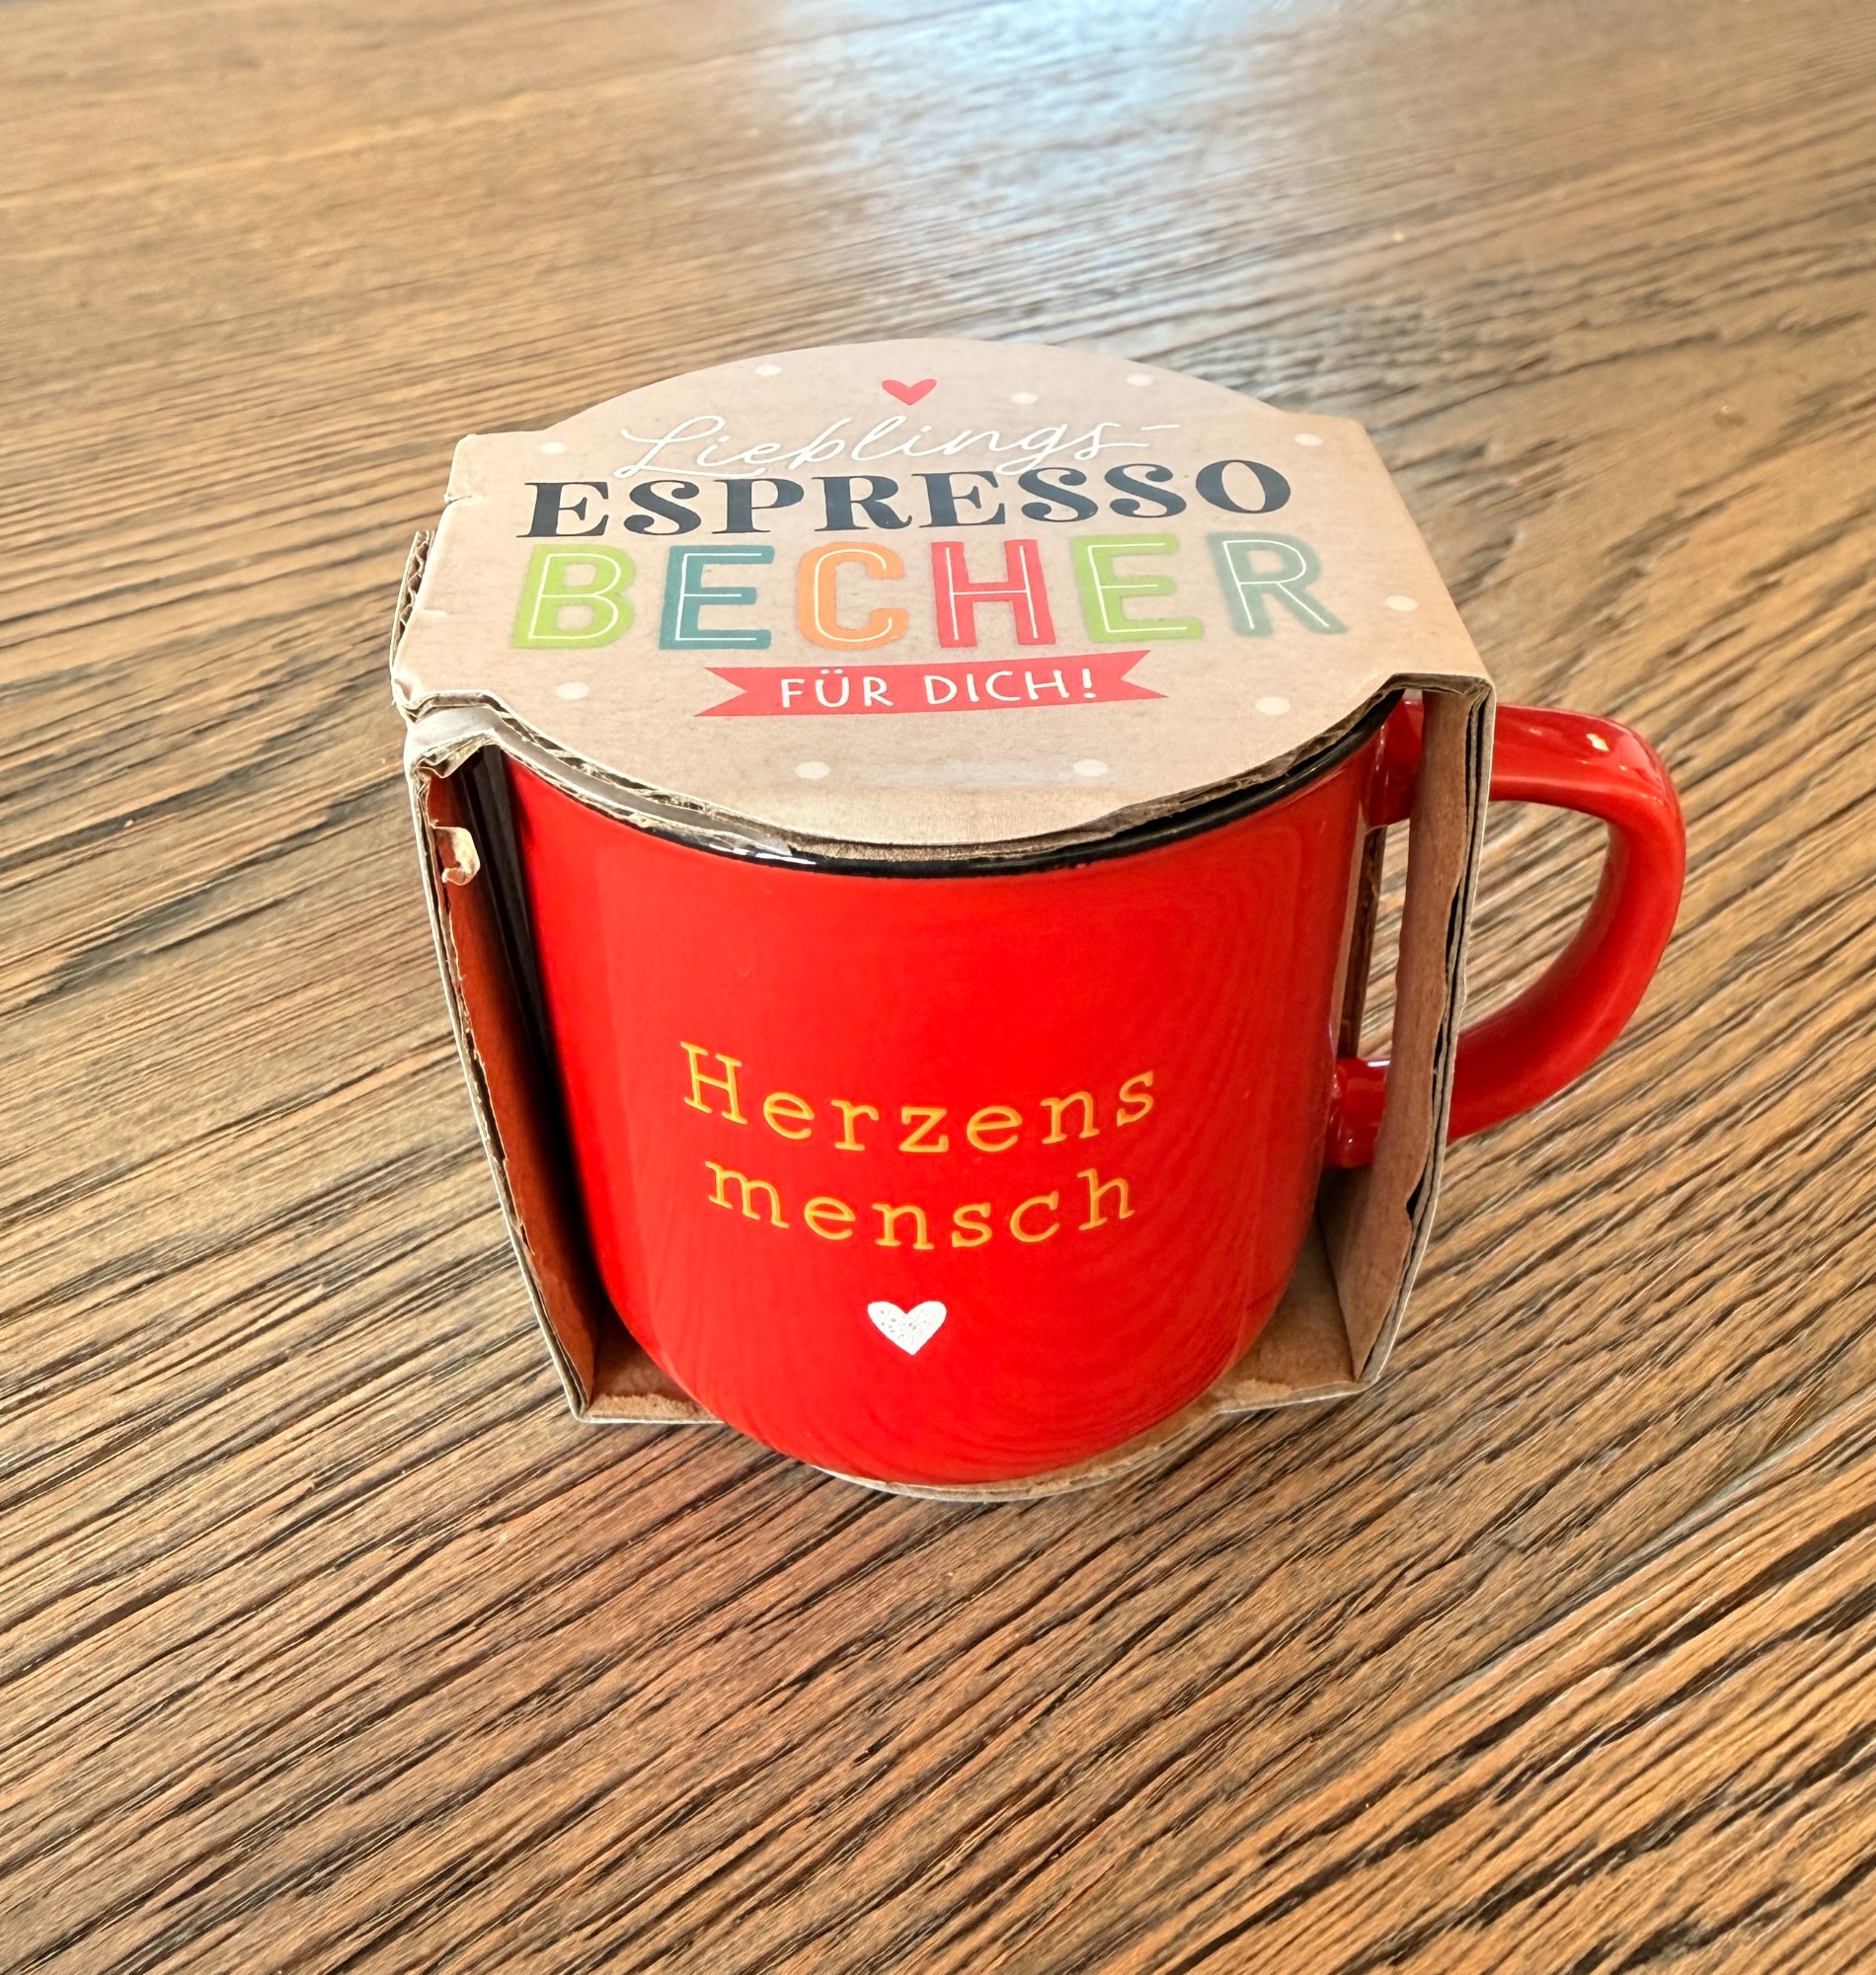 Lieblings-
ESPRESSO
BECHER
FÜR DICH!
Herzens
mensch